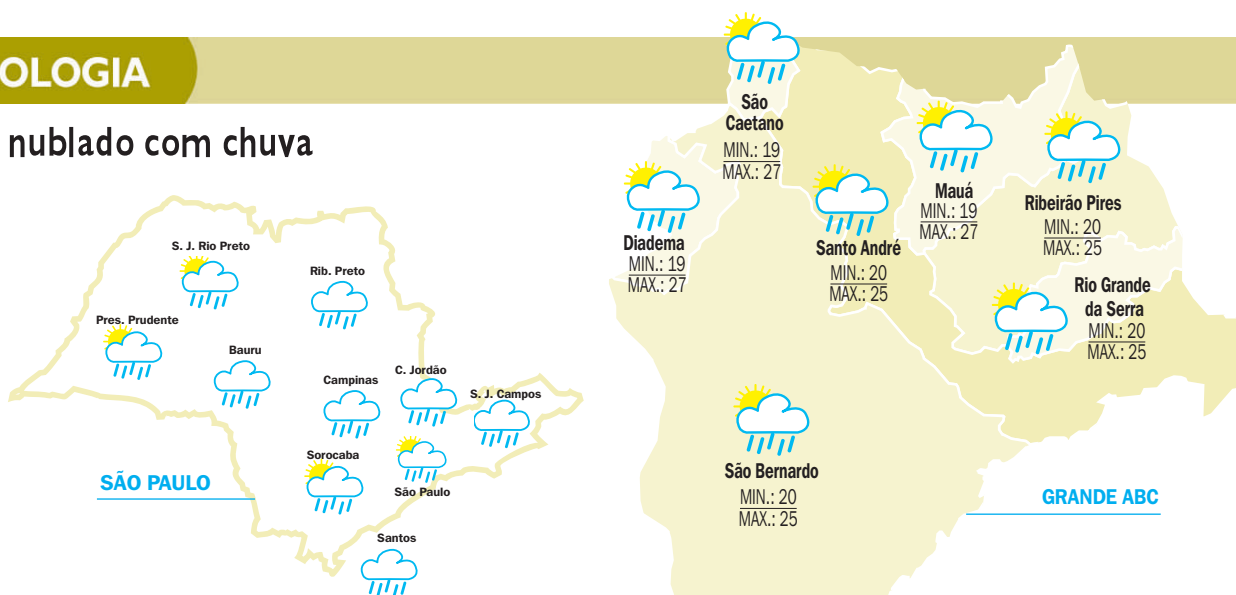 OLOGIA
nublado com chuva
S. J. Rio Preto
Rib. Preto
Pres. Prudente
Bauru
Campinas
C. Jordão
S. J. Campos
Sorocaba
São Paulo
Santos
SÃO PAULO
São
Caetano
MIN.: 19
MAX.: 27
Diadema
MIN.: 19
MAX.: 27
Santo André
MIN.: 20
MAX.: 25
Mauá
MIN.: 19
MAX.: 27
Ribeirão Pires
MIN.: 20
MAX.: 25
Rio Grande
da Serra
MIN.: 20
MAX.: 25
São Bernardo
MIN.: 20
MAX.: 25
GRANDE ABC